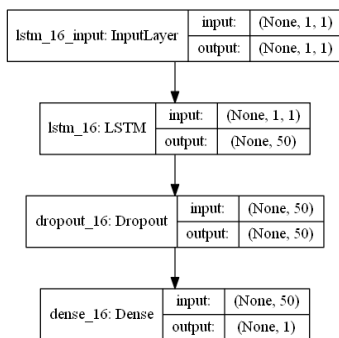 lstm_16_input: InputLayer
input: (None, 1, 1)
output: (None, 1, 1)
lstm_16: LSTM
input: (None, 1, 1)
output: (None, 50)
dropout_16: Dropout
input: (None, 50)
output: (None, 50)
dense_16: Dense
input: (None, 50)
output: (None, 1)